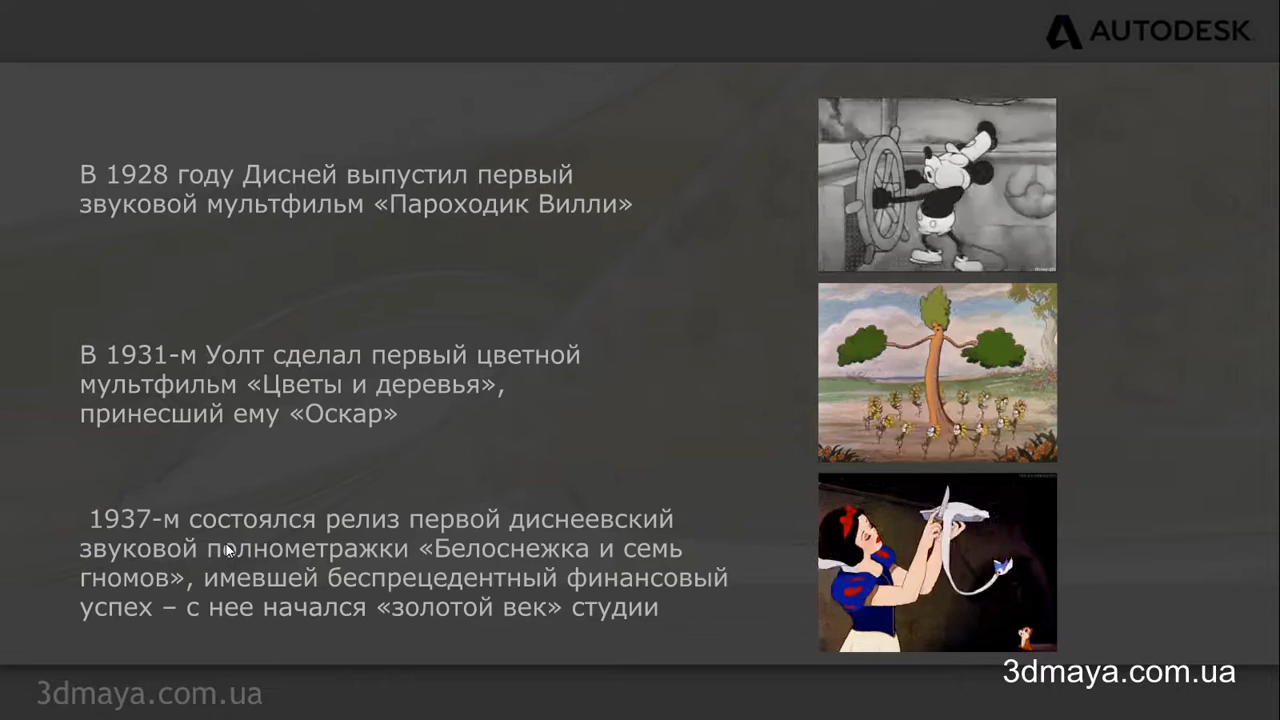 AUTODESK
В 1928 году Дисней выпустил первый
звуковой мультфильм «Пароходик Вилли»
В 1931-м Уолт сделал первый цветной
мультфильм «Цветы и деревья»,
принесший ему «Оскар»
1937-м состоялся релиз первой диснеевский
звуковой полнометражки «Белоснежка и семь
гномов», имевшей беспрецедентный финансовый
успех – с нее начался «золотой век» студии
3dmaya.com.ua
3dmaya.com.ua